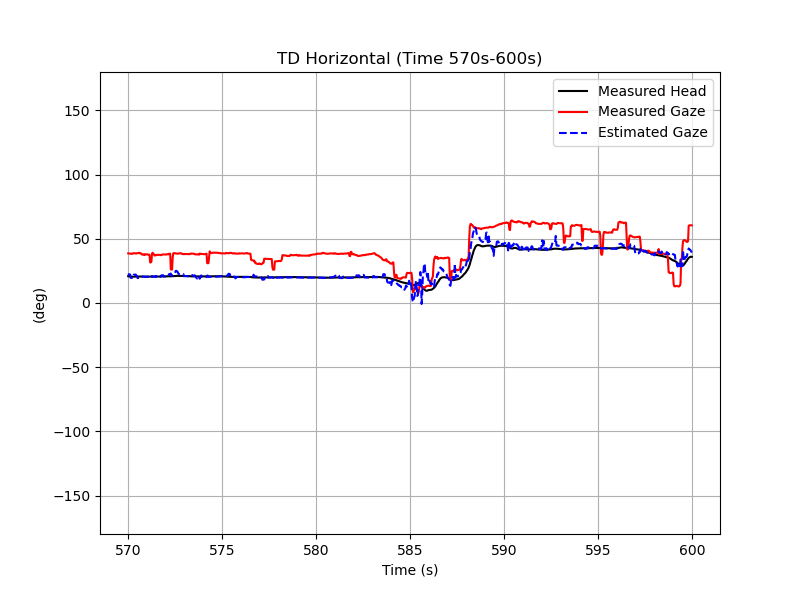 TD Horizontal (Time 570s-600s)
Measured Head
Measured Gaze
Estimated Gaze
150
100
50
0
−50
−100
−150
(deg)
570
575
580
585
590
595
600
Time (s)